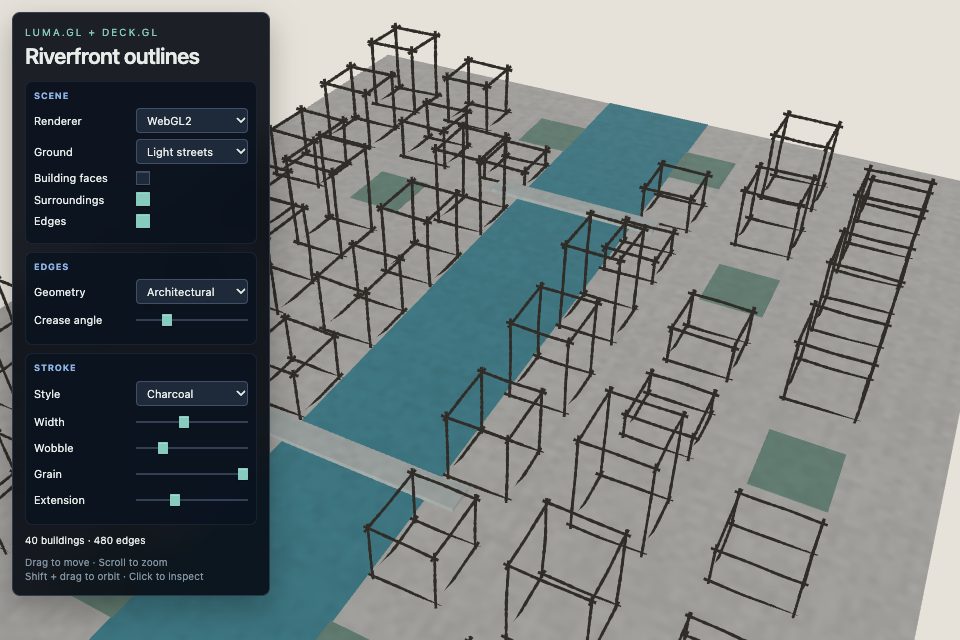 LUMA.GL + DECK.GL
Riverfront outlines
SCENE
Renderer WebGL2
Ground Light streets
Building faces
Surroundings
Edges
EDGES
Geometry Architectural
Crease angle
STROKE
Style Charcoal
Width
Wobble
Grain
Extension
40 buildings · 480 edges
Drag to move · Scroll to zoom
Shift + drag to orbit · Click to inspect